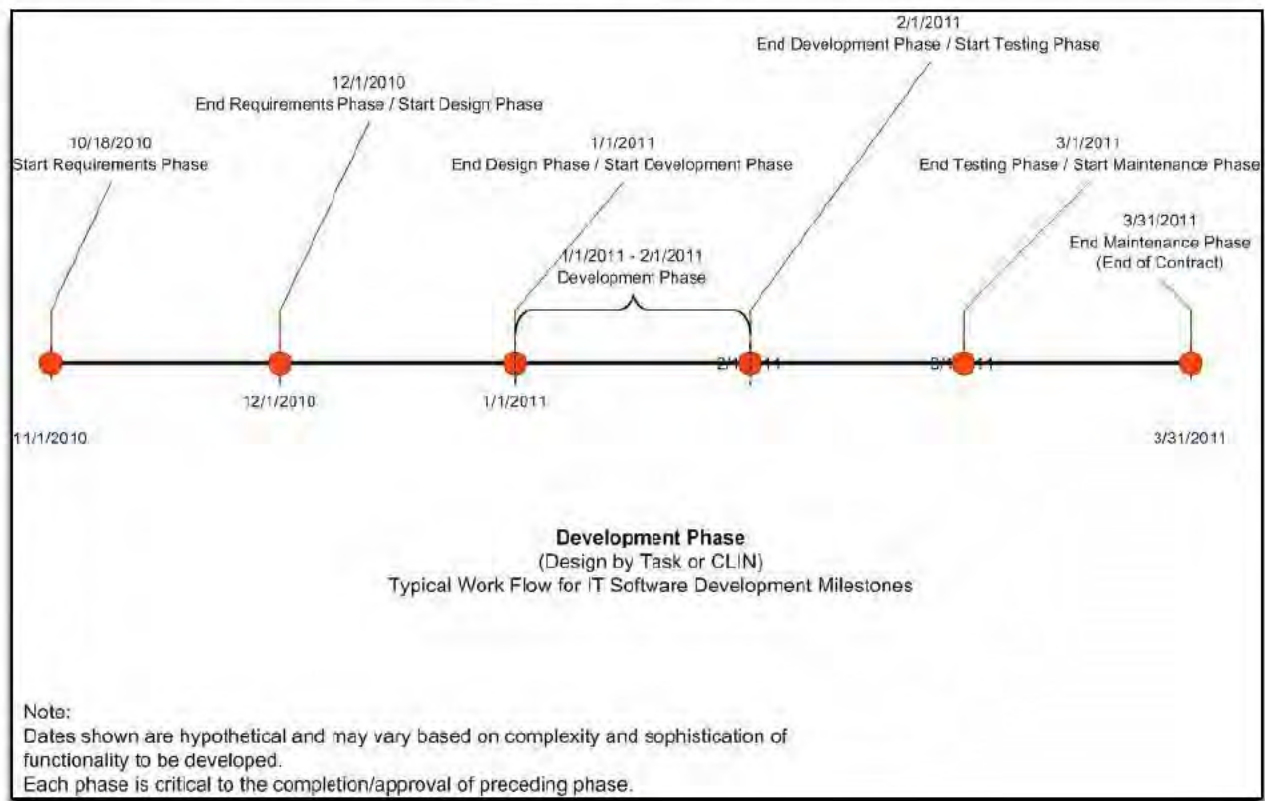 2/1/2011
End Development Phase / Start Testing Phase
12/1/2010
End Requirements Phase / Start Design Phase
10/18/2010
Start Requirements Phase
1/1/2011
End Design Phase / Start Development Phase
3/1/2011
End Testing Phase / Start Maintenance Phase
3/31/2011
End Maintenance Phase
(End of Contract)
1/1/2011 - 2/1/2011
Development Phase
11/1/2010
12/1/2010
1/1/2011
3/31/2011
Development Phase
(Design by Task or CLIN)
Typical Work Flow for IT Software Development Milestones
Note:
Dates shown are hypothetical and may vary based on complexity and sophistication of
functionality to be developed.
Each phase is critical to the completion/approval of preceding phase.